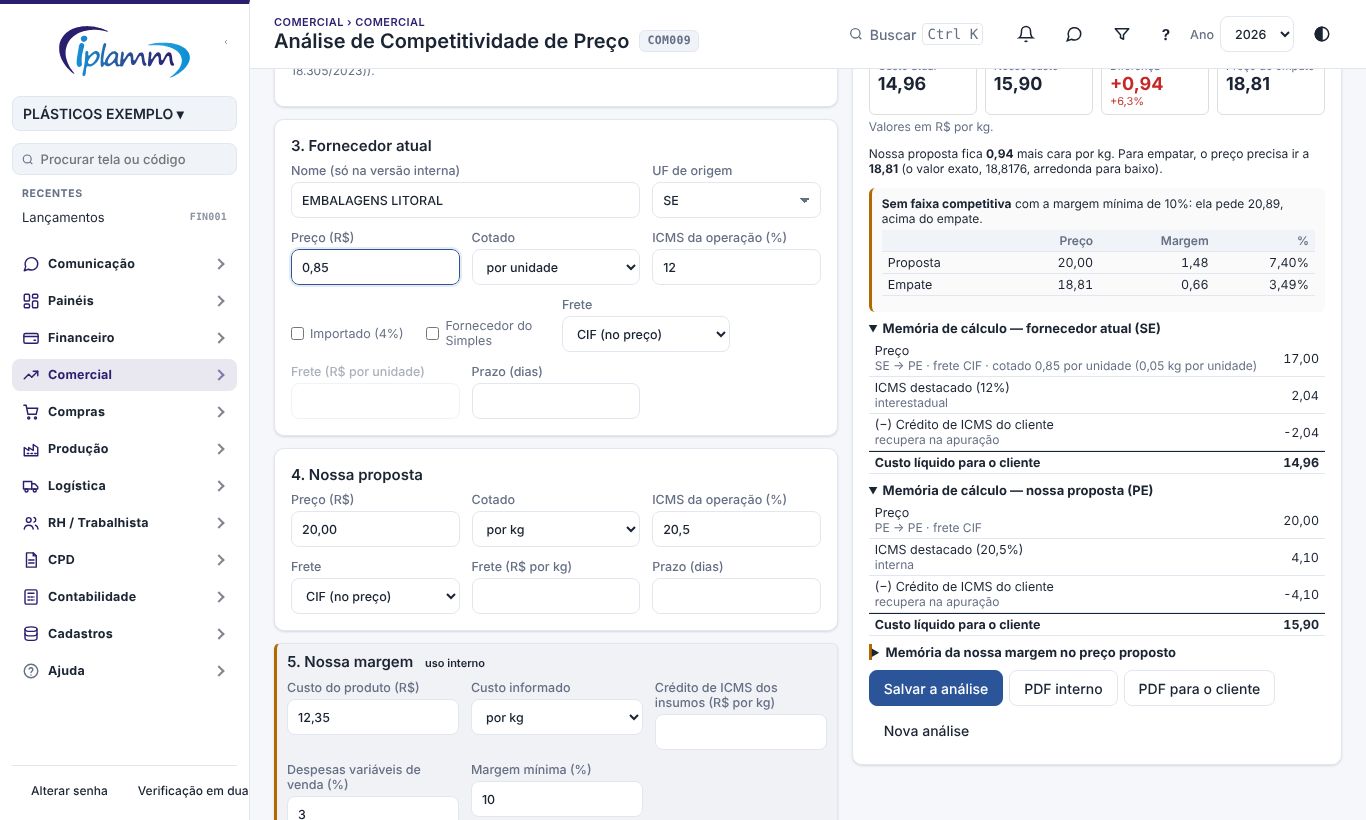 iplamm
‹
PLÁSTICOS EXEMPLO ▾
Procurar tela ou código
RECENTES
Lançamentos FIN001
Comunicação
Painéis
Financeiro
Comercial
Compras
Produção
Logística
RH / Trabalhista
CPD
Contabilidade
Cadastros
Ajuda
Alterar senha Verificação em dua
COMERCIAL › COMERCIAL
Análise de Competitividade de Preço COM009
Buscar Ctrl K
?
Ano 2026
18.305/2023)).
3. Fornecedor atual
Nome (só na versão interna) UF de origem
EMBALAGENS LITORAL SE
Preço (R$) Cotado ICMS da operação (%)
0,85 por unidade 12
Frete
Importado (4%) Fornecedor do
Simples
CIF (no preço)
Frete (R$ por unidade) Prazo (dias)
4. Nossa proposta
Preço (R$) Cotado ICMS da operação (%)
20,00 por kg 20,5
Frete Frete (R$ por kg) Prazo (dias)
CIF (no preço)
5. Nossa margem uso interno
Custo do produto (R$) Custo informado Crédito de ICMS dos
insumos (R$ por kg)
12,35 por kg
Despesas variáveis de
venda (%)
Margem mínima (%)
3 10
14,96 15,90 +0,94 18,81
+6,3%
Valores em R$ por kg.
Nossa proposta fica 0,94 mais cara por kg. Para empatar, o preço precisa ir a
18,81 (o valor exato, 18,8176, arredonda para baixo).
Sem faixa competitiva com a margem mínima de 10%: ela pede 20,89,
acima do empate.
Preço Margem %
Proposta 20,00 1,48 7,40%
Empate 18,81 0,66 3,49%
▼ Memória de cálculo — fornecedor atual (SE)
Preço
SE → PE · frete CIF · cotado 0,85 por unidade (0,05 kg por unidade) 17,00
ICMS destacado (12%)
interestadual 2,04
(−) Crédito de ICMS do cliente
recupera na apuração -2,04
Custo líquido para o cliente 14,96
▼ Memória de cálculo — nossa proposta (PE)
Preço
PE → PE · frete CIF 20,00
ICMS destacado (20,5%)
interna 4,10
(−) Crédito de ICMS do cliente
recupera na apuração -4,10
Custo líquido para o cliente 15,90
▶ Memória da nossa margem no preço proposto
Salvar a análise PDF interno PDF para o cliente
Nova análise